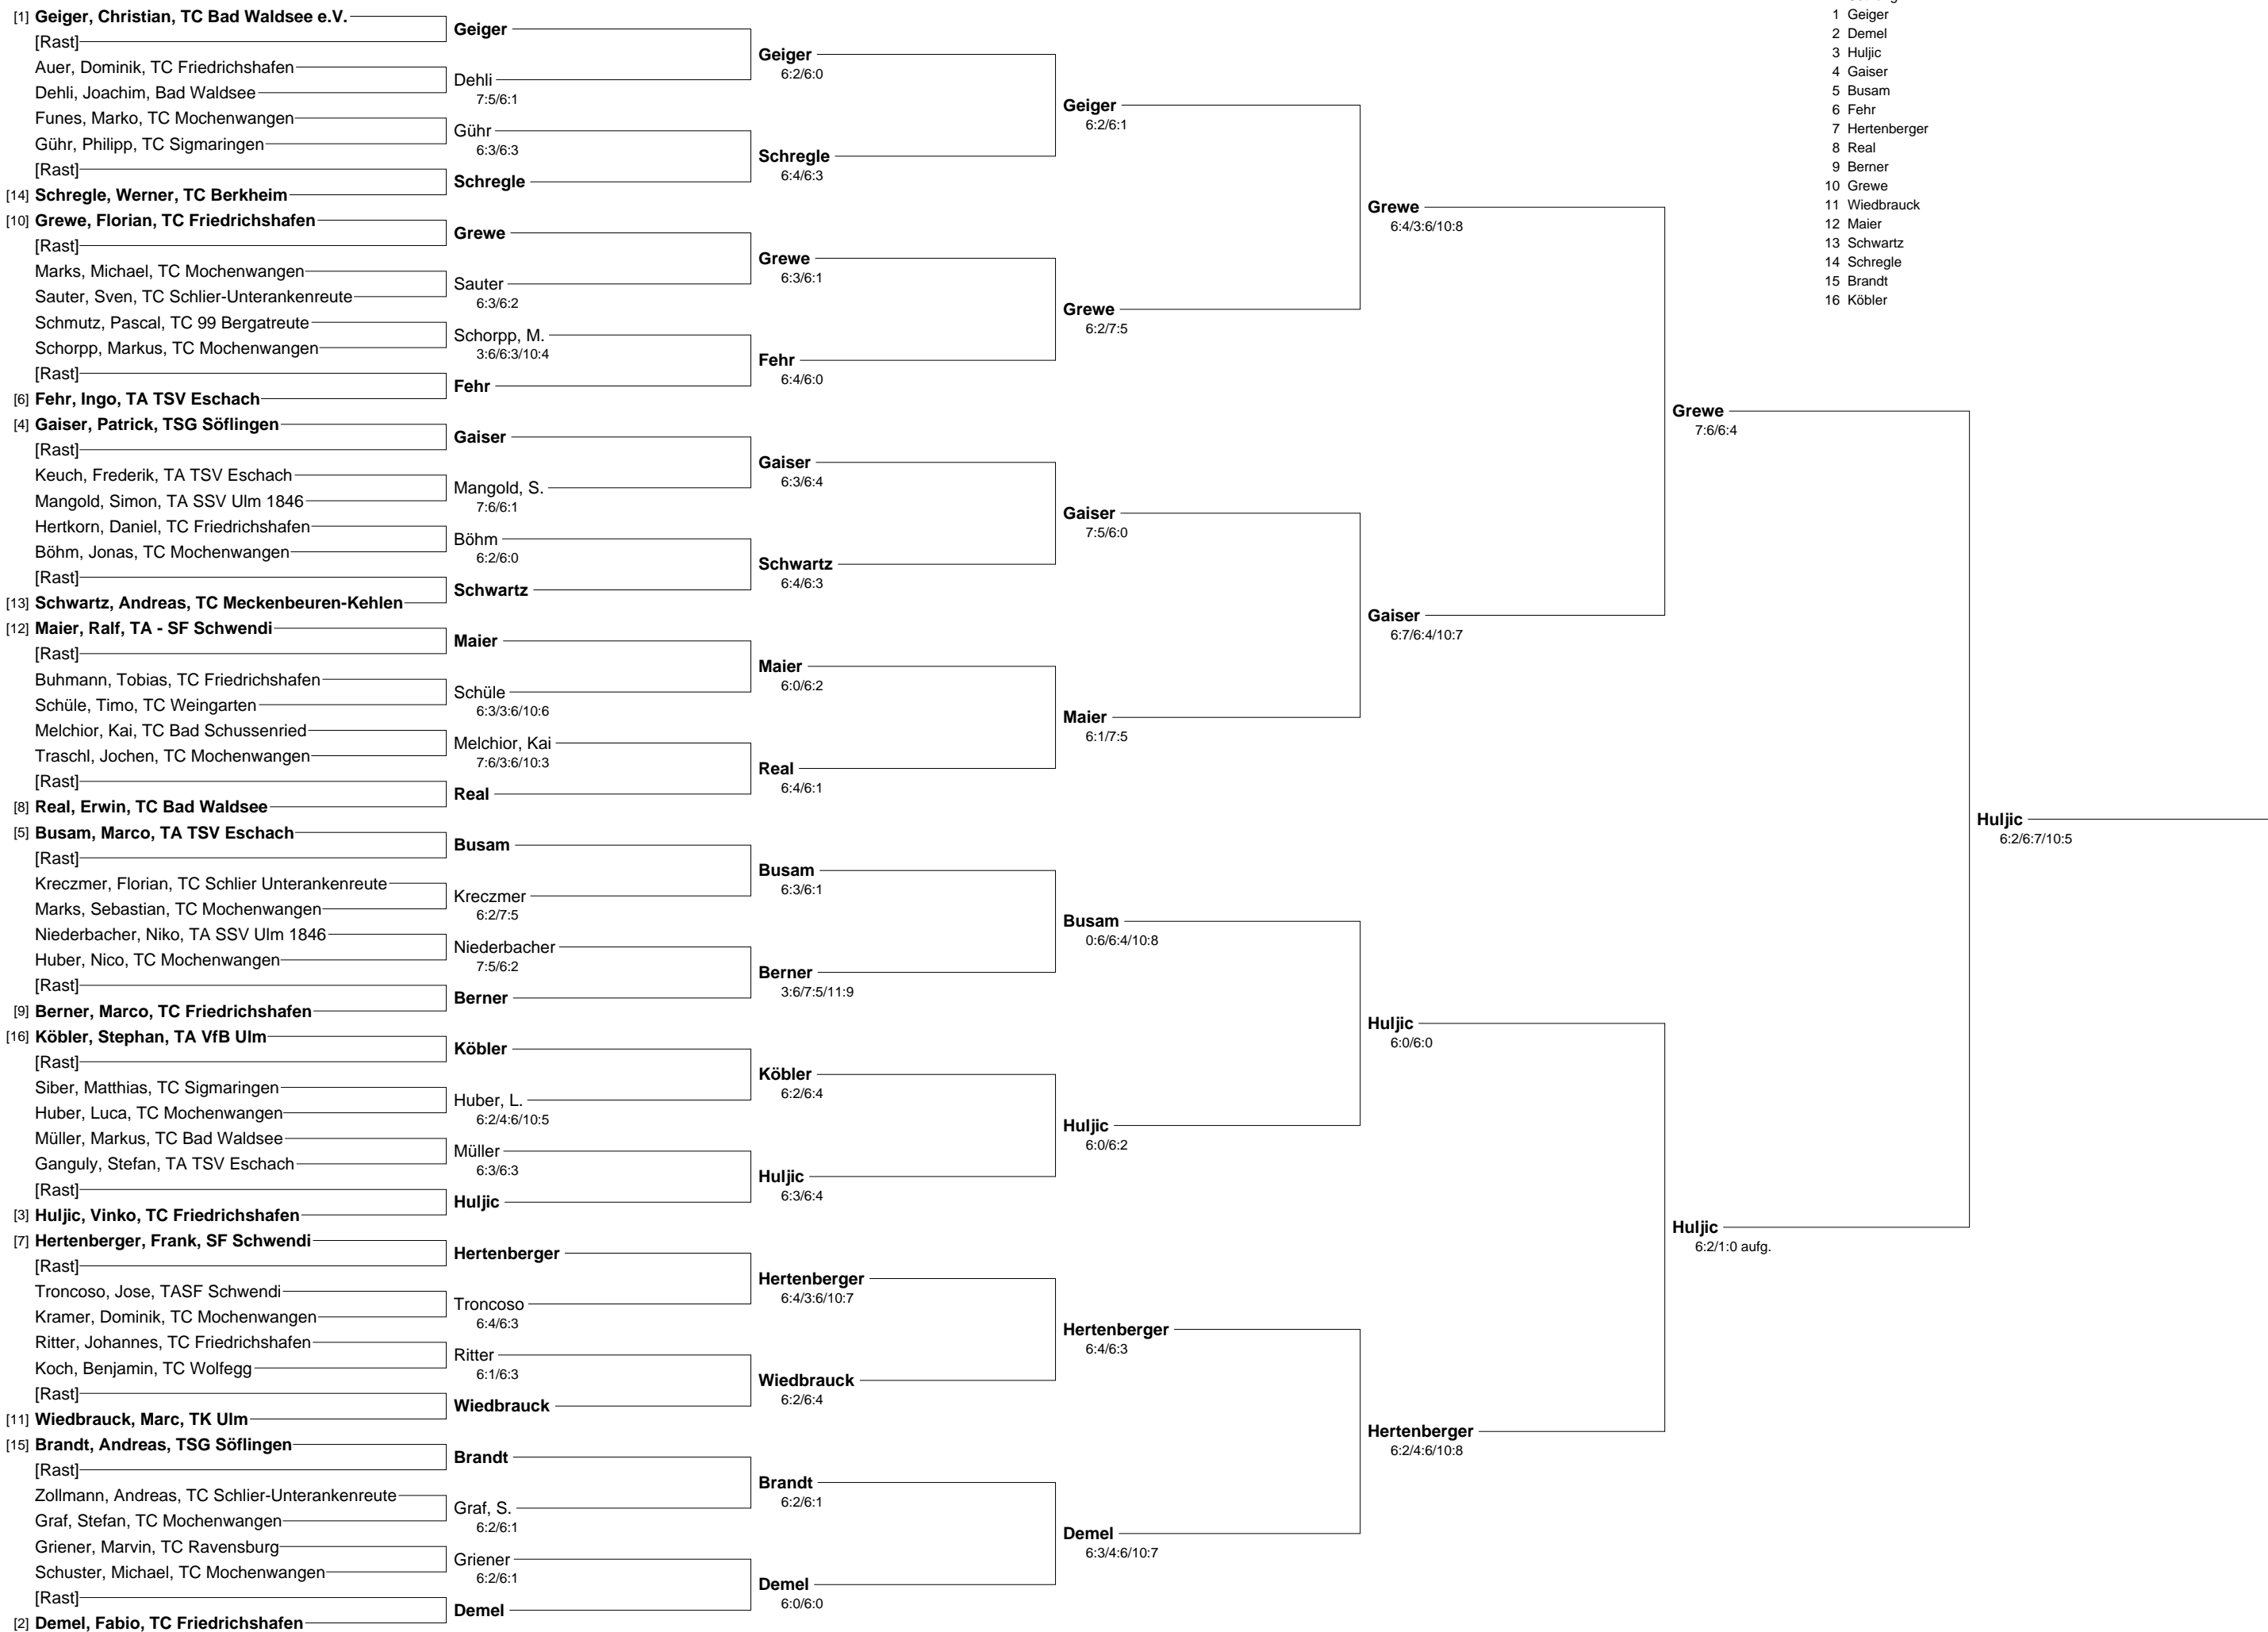 [1] Geiger, Christian, TC Bad Waldsee e.V.
[Rast]
Auer, Dominik, TC Friedrichshafen
Dehli, Joachim, Bad Waldsee
Funes, Marko, TC Mochenwangen
Gühr, Philipp, TC Sigmaringen
[Rast]
[14] Schregle, Werner, TC Berkheim
[10] Grewe, Florian, TC Friedrichshafen
[Rast]
Marks, Michael, TC Mochenwangen
Sauter, Sven, TC Schlier-Unterankenreute
Schmutz, Pascal, TC 99 Bergatreute
Schorpp, Markus, TC Mochenwangen
[Rast]
[6] Fehr, Ingo, TA TSV Eschach
[4] Gaiser, Patrick, TSG Söflingen
[Rast]
Keuch, Frederik, TA TSV Eschach
Mangold, Simon, TA SSV Ulm 1846
Hertkorn, Daniel, TC Friedrichshafen
Böhm, Jonas, TC Mochenwangen
[Rast]
[13] Schwartz, Andreas, TC Meckenbeuren-Kehlen
[12] Maier, Ralf, TA - SF Schwendi
[Rast]
Buhmann, Tobias, TC Friedrichshafen
Schüle, Timo, TC Weingarten
Melchior, Kai, TC Bad Schussenried
Traschl, Jochen, TC Mochenwangen
[Rast]
[8] Real, Erwin, TC Bad Waldsee
[5] Busam, Marco, TA TSV Eschach
[Rast]
Kreczmer, Florian, TC Schlier Unterankenreute
Marks, Sebastian, TC Mochenwangen
Niederbacher, Niko, TA SSV Ulm 1846
Huber, Nico, TC Mochenwangen
[Rast]
[9] Berner, Marco, TC Friedrichshafen
[16] Köbler, Stephan, TA VfB Ulm
[Rast]
Siber, Matthias, TC Sigmaringen
Huber, Luca, TC Mochenwangen
Müller, Markus, TC Bad Waldsee
Ganguly, Stefan, TA TSV Eschach
[Rast]
[3] Huljic, Vinko, TC Friedrichshafen
[7] Hertenberger, Frank, SF Schwendi
[Rast]
Troncoso, Jose, TASF Schwendi
Kramer, Dominik, TC Mochenwangen
Ritter, Johannes, TC Friedrichshafen
Koch, Benjamin, TC Wolfegg
[Rast]
[11] Wiedbrauck, Marc, TK Ulm
[15] Brandt, Andreas, TSG Söflingen
[Rast]
Zollmann, Andreas, TC Schlier-Unterankenreute
Graf, Stefan, TC Mochenwangen
Griener, Marvin, TC Ravensburg
Schuster, Michael, TC Mochenwangen
[Rast]
[2] Demel, Fabio, TC Friedrichshafen
Geiger
Dehli
7:5/6:1
Gühr
6:3/6:3
Schregle
Grewe
Sauter
6:3/6:2
Schorpp, M.
3:6/6:3/10:4
Fehr
Gaiser
Mangold, S.
7:6/6:1
Böhm
6:2/6:0
Schwartz
Maier
Schüle
6:3/3:6/10:6
Melchior, Kai
7:6/3:6/10:3
Real
Busam
Kreczmer
6:2/7:5
Niederbacher
7:5/6:2
Berner
Köbler
Huber, L.
6:2/4:6/10:5
Müller
6:3/6:3
Huljic
Hertenberger
Troncoso
6:4/6:3
Ritter
6:1/6:3
Wiedbrauck
Brandt
Graf, S.
6:2/6:1
Griener
6:2/6:1
Demel
Geiger
6:2/6:0
Schregle
6:4/6:3
Grewe
6:3/6:1
Fehr
6:4/6:0
Gaiser
6:3/6:4
Schwartz
6:4/6:3
Maier
6:0/6:2
Real
6:4/6:1
Busam
6:3/6:1
Berner
3:6/7:5/11:9
Köbler
6:2/6:4
Huljic
6:3/6:4
Hertenberger
6:4/3:6/10:7
Wiedbrauck
6:2/6:4
Brandt
6:2/6:1
Demel
6:0/6:0
Geiger
6:2/6:1
Grewe
6:2/7:5
Gaiser
7:5/6:0
Maier
6:1/7:5
Busam
0:6/6:4/10:8
Huljic
6:0/6:2
Hertenberger
6:4/6:3
Demel
6:3/4:6/10:7
Grewe
6:4/3:6/10:8
Gaiser
6:7/6:4/10:7
Huljic
6:0/6:0
Hertenberger
6:2/4:6/10:8
Grewe
7:6/6:4
Huljic
6:2/1:0 aufg.
Huljic
6:2/6:7/10:5
1 Geiger
2 Demel
3 Huljic
4 Gaiser
5 Busam
6 Fehr
7 Hertenberger
8 Real
9 Berner
10 Grewe
11 Wiedbrauck
12 Maier
13 Schwartz
14 Schregle
15 Brandt
16 Köbler